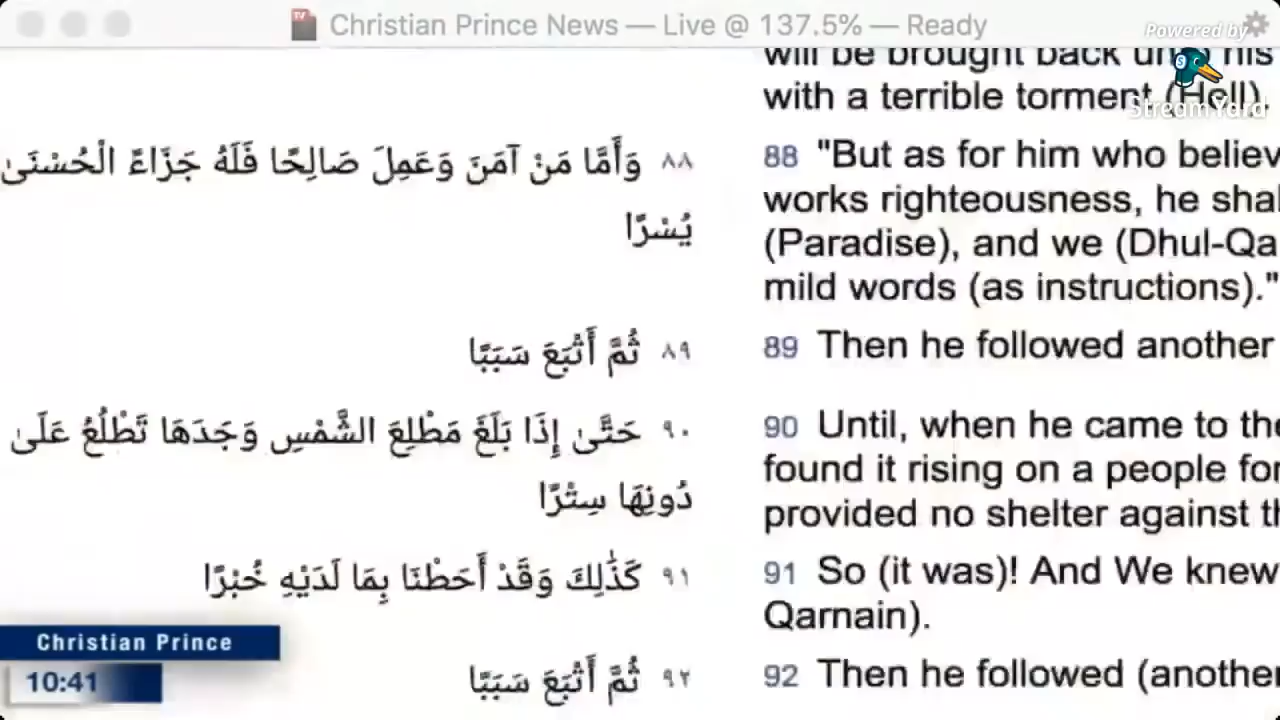 Christian Prince News — Live @ 137.5% — Ready
Powered by
StreamYard
will be brought back unto his
with a terrible torment (Hell).
٨٨ وَأَمَّا مَنْ آمَنَ وَعَمِلَ صَالِحًا فَلَهُ جَزَاءً الْحُسْنَىٰ
يُسْرًا
88 "But as for him who believ
works righteousness, he shal
(Paradise), and we (Dhul-Qa
mild words (as instructions)."
٨٩ ثُمَّ أَتْبَعَ سَبَبًا
89 Then he followed another
٩٠ حَتَّىٰ إِذَا بَلَغَ مَطْلِعَ الشَّمْسِ وَجَدَهَا تَطْلُعُ عَلَىٰ
دُونِهَا سِتْرًا
90 Until, when he came to the
found it rising on a people for
provided no shelter against th
٩١ كَذَٰلِكَ وَقَدْ أَحَطْنَا بِمَا لَدَيْهِ خُبْرًا
91 So (it was)! And We knew
Qarnain).
٩٢ ثُمَّ أَتْبَعَ سَبَبًا
92 Then he followed (another
Christian Prince
10:41